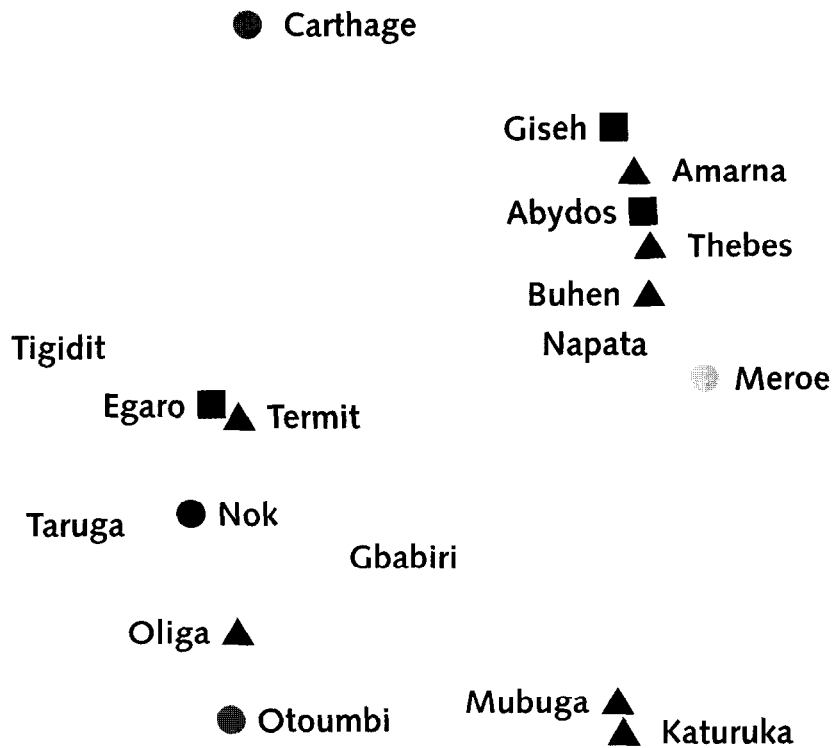 Carthage
Giseh
Amarna
Abydos
Thebes
Buhen
Napata
Tigidit
Meroe
Egaro
Termit
Nok
Taruga
Gbabiri
Oliga
Mubuga
Otoumbi
Katuruka